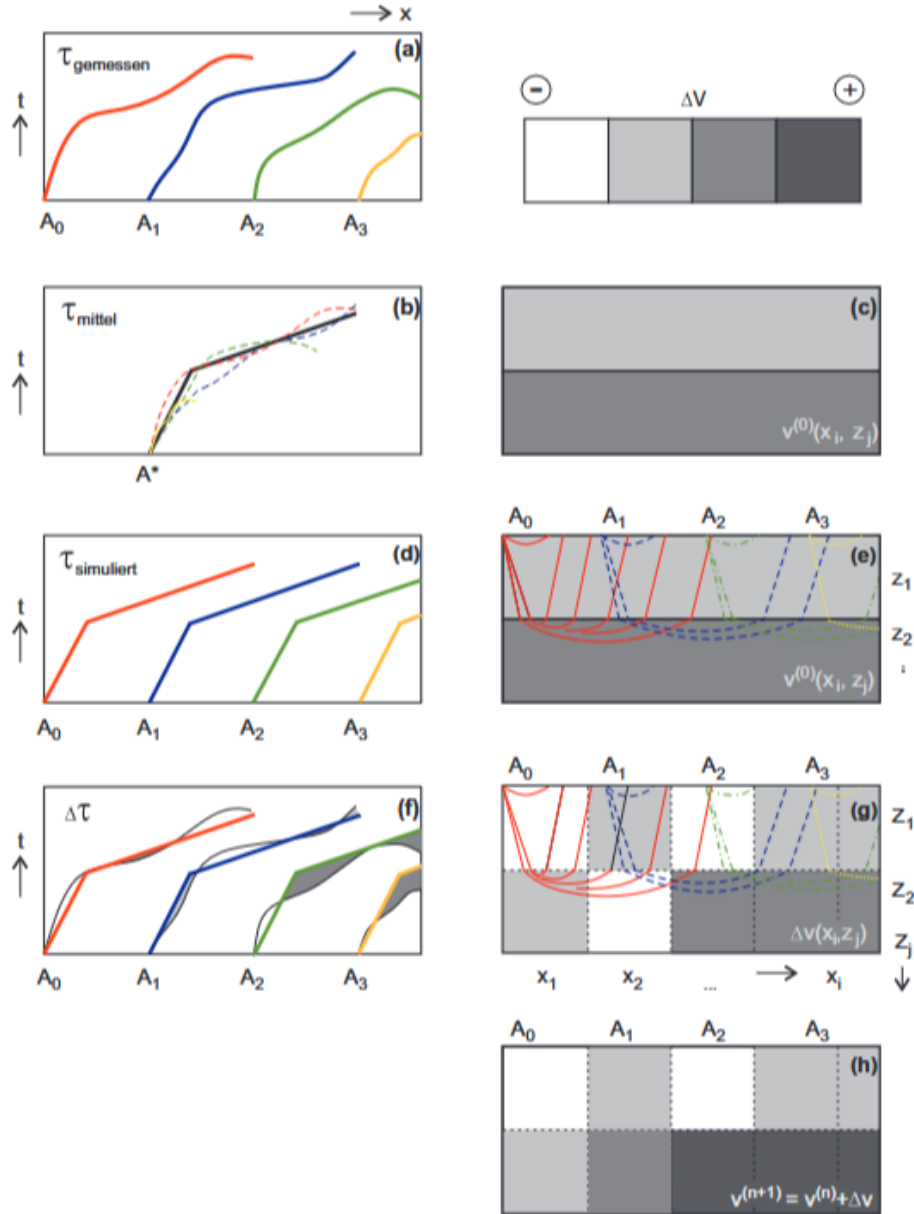 x
(a)
τgemessen
t
A0 A1 A2 A3
− ΔV +
(b)
τmittel
t
A*
(c)
v(0)(xi, zj)
(d)
τsimuliert
t
A0 A1 A2 A3
A0 A1 A2 A3
(e)
z1
z2
v(0)(xi, zj)
(f)
Δτ
t
A0 A1 A2 A3
A0 A1 A2 A3
(g)
z1
z2
Δv(xi,zj)
zj
x1 x2 ... xi
A0 A1 A2 A3
(h)
v(n+1) = v(n)+Δv